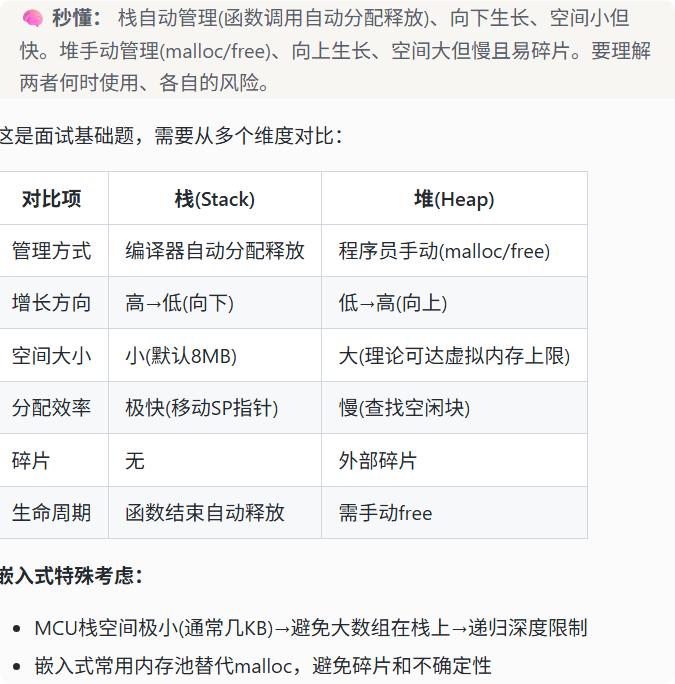 🧠 秒懂： 栈自动管理(函数调用自动分配释放)、向下生长、空间小但
快。堆手动管理(malloc/free)、向上生长、空间大但慢且易碎片。要理解
两者何时使用、各自的风险。
这是面试基础题，需要从多个维度对比：
对比项 栈(Stack) 堆(Heap)
管理方式 编译器自动分配释放 程序员手动(malloc/free)
增长方向 高→低(向下) 低→高(向上)
空间大小 小(默认8MB) 大(理论可达虚拟内存上限)
分配效率 极快(移动SP指针) 慢(查找空闲块)
碎片 无 外部碎片
生命周期 函数结束自动释放 需手动free
嵌入式特殊考虑：
• MCU栈空间极小(通常几KB)→避免大数组在栈上→递归深度限制
• 嵌入式常用内存池替代malloc，避免碎片和不确定性